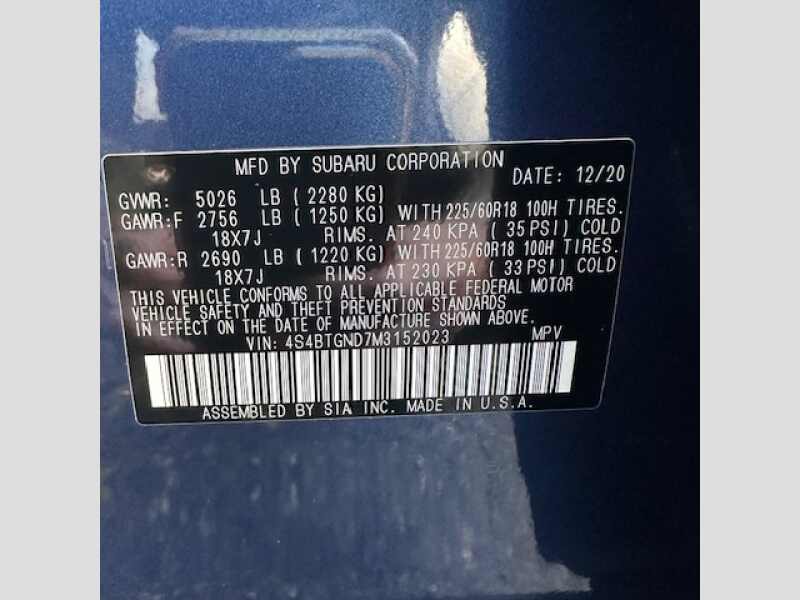 MFD BY SUBARU CORPORATION
DATE: 12/20
GVWR: 5026 LB (2280 KG)
GAWR:F 2756 LB (1250 KG) WITH 225/60R18 100H TIRES.
18X7J RIMS. AT 240 KPA (35 PSI) COLD
GAWR:R 2690 LB (1220 KG) WITH 225/60R18 100H TIRES.
18X7J RIMS. AT 230 KPA (33 PSI) COLD
THIS VEHICLE CONFORMS TO ALL APPLICABLE FEDERAL MOTOR
VEHICLE SAFETY AND THEFT PREVENTION STANDARDS
IN EFFECT ON THE DATE OF MANUFACTURE SHOWN ABOVE.
VIN: 4S4BTGND7M3152023 MPV
ASSEMBLED BY SIA INC. MADE IN U.S.A.